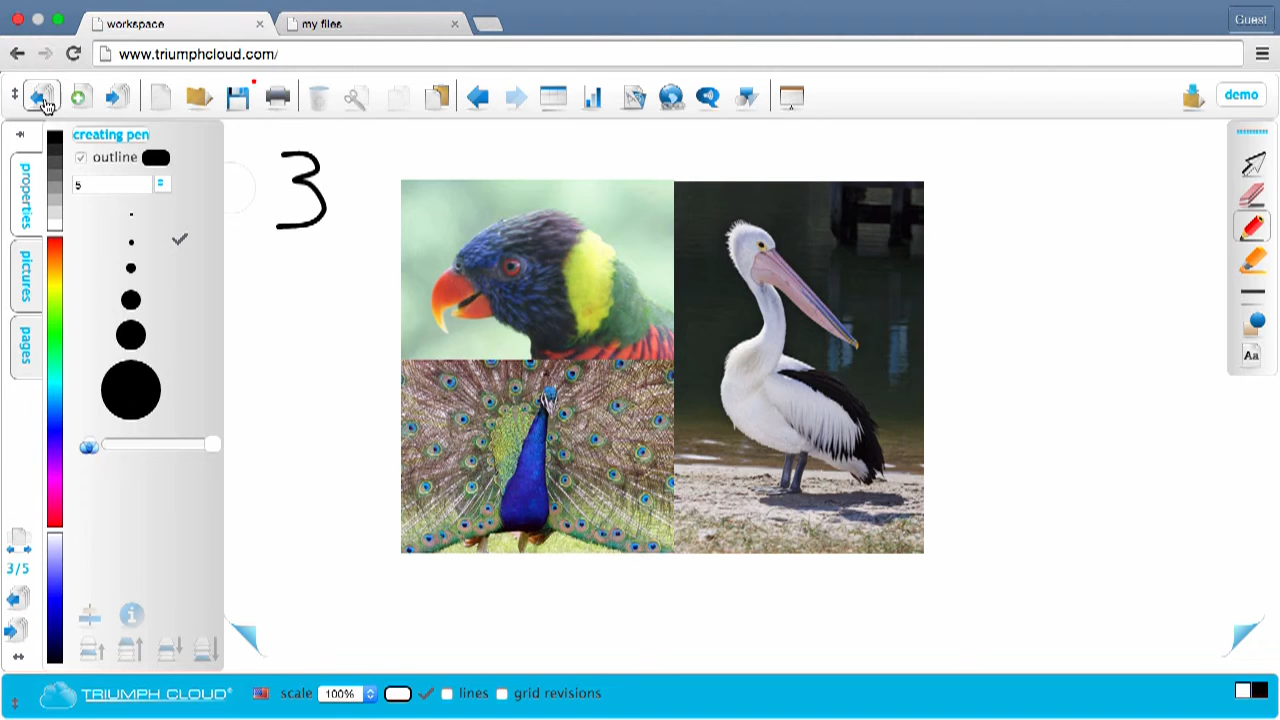 workspace
my files
Guest
www.triumphcloud.com/
demo
creating pen
outline
5
3
properties
pictures
pages
Aa
3/5
TRIUMPH CLOUD®
scale 100% lines grid revisions